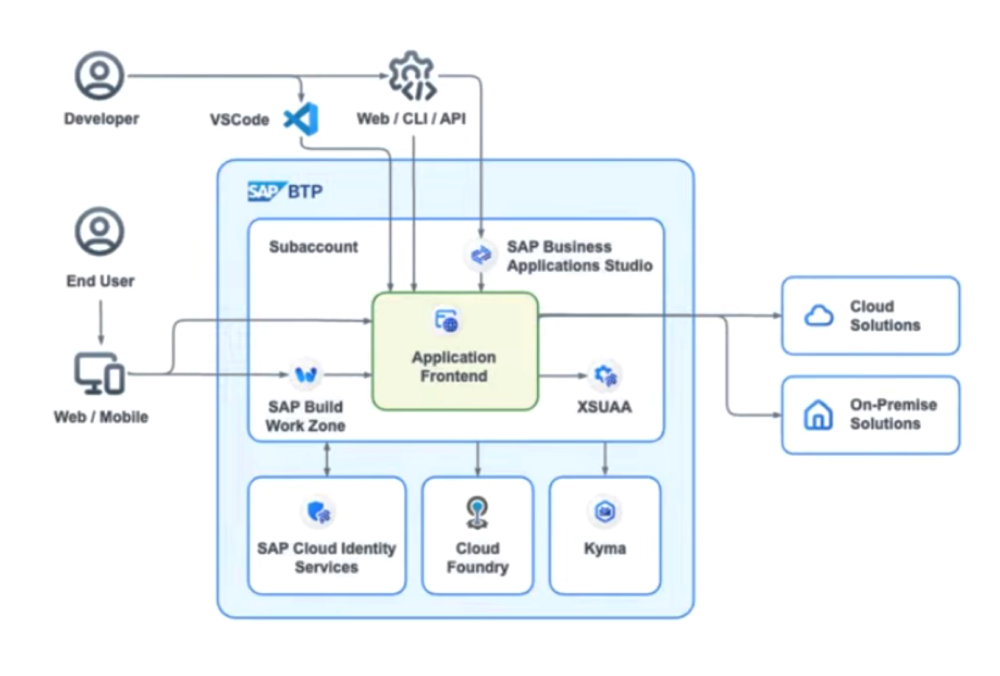 Developer
VSCode
Web / CLI / API
SAP BTP
End User
Subaccount
SAP Business
Applications Studio
Cloud
Solutions
Application
Frontend
SAP Build
Work Zone
XSUAA
Web / Mobile
On-Premise
Solutions
SAP Cloud Identity
Services
Cloud
Foundry
Kyma